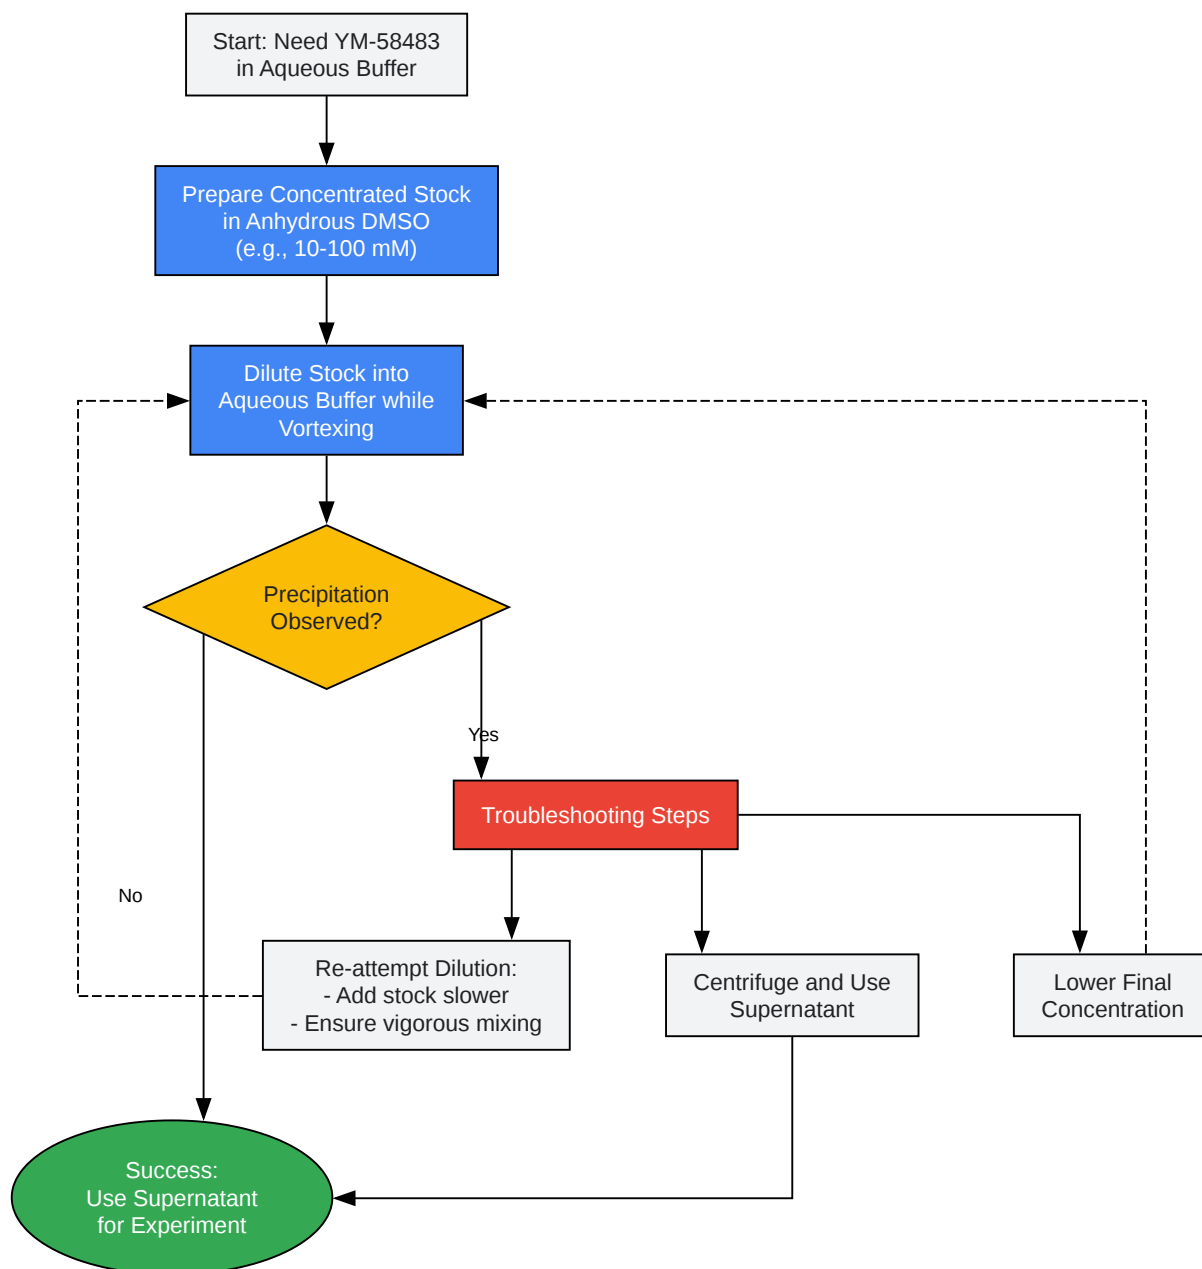 Start: Need YM-58483
in Aqueous Buffer
Prepare Concentrated Stock
in Anhydrous DMSO
(e.g., 10-100 mM)
Dilute Stock into
Aqueous Buffer while
Vortexing
Precipitation
Observed?
Yes
Troubleshooting Steps
No
Re-attempt Dilution:
- Add stock slower
- Ensure vigorous mixing
Centrifuge and Use
Supernatant
Lower Final
Concentration
Success:
Use Supernatant
for Experiment